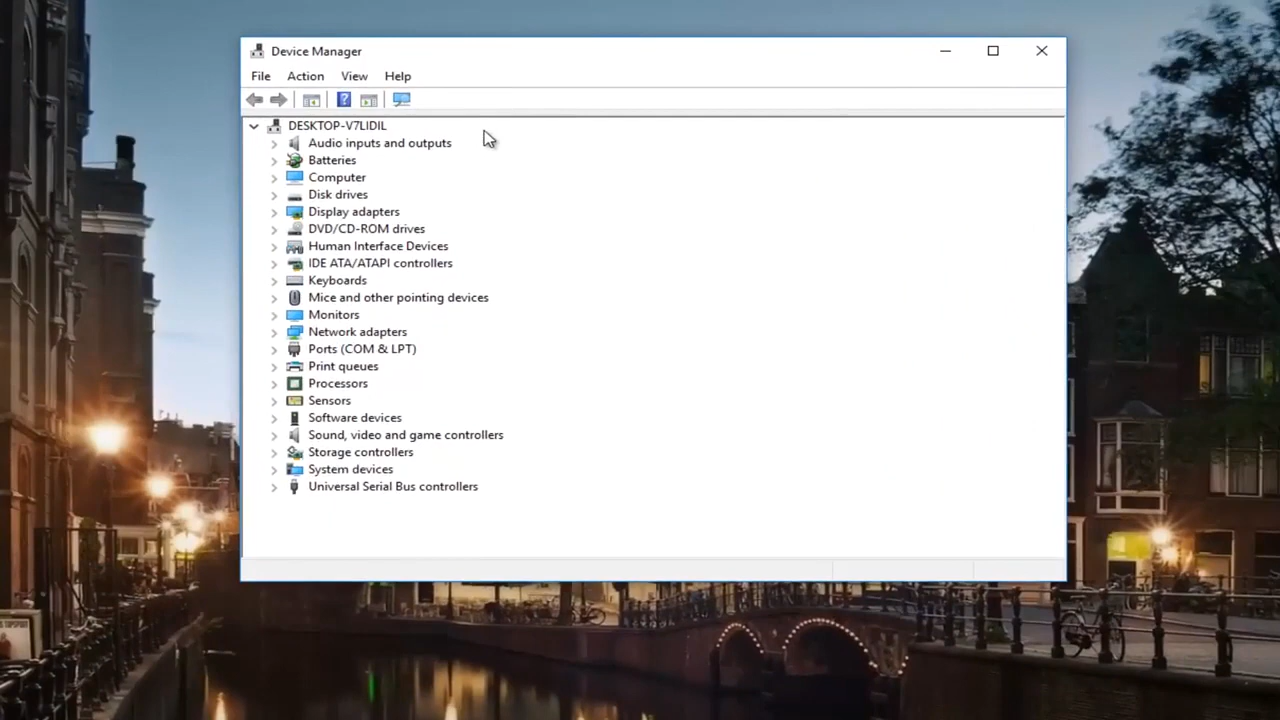 Device Manager
File Action View Help
DESKTOP-V7LIDIL
Audio inputs and outputs
Batteries
Computer
Disk drives
Display adapters
DVD/CD-ROM drives
Human Interface Devices
IDE ATA/ATAPI controllers
Keyboards
Mice and other pointing devices
Monitors
Network adapters
Ports (COM & LPT)
Print queues
Processors
Sensors
Software devices
Sound, video and game controllers
Storage controllers
System devices
Universal Serial Bus controllers